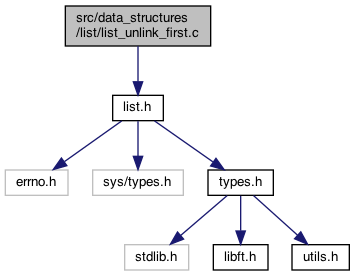 src/data_structures
/list/list_unlink_first.c
list.h
errno.h
sys/types.h
types.h
stdlib.h
libft.h
utils.h